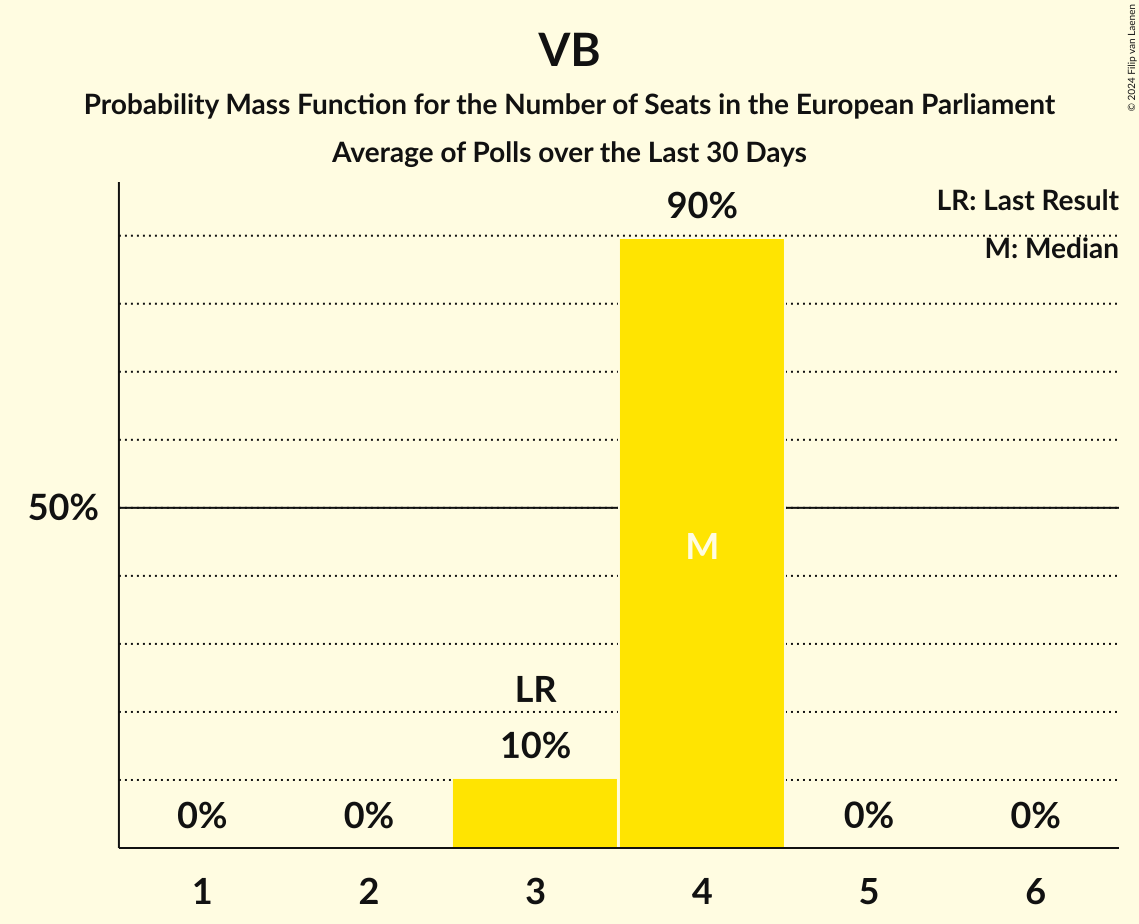 VB
Probability Mass Function for the Number of Seats in the European Parliament
Average of Polls over the Last 30 Days
© 2024 Filip van Laenen
LR: Last Result
M: Median
90%
50%
M
LR
10%
0%
0%
0%
0%
1
2
3
4
5
6